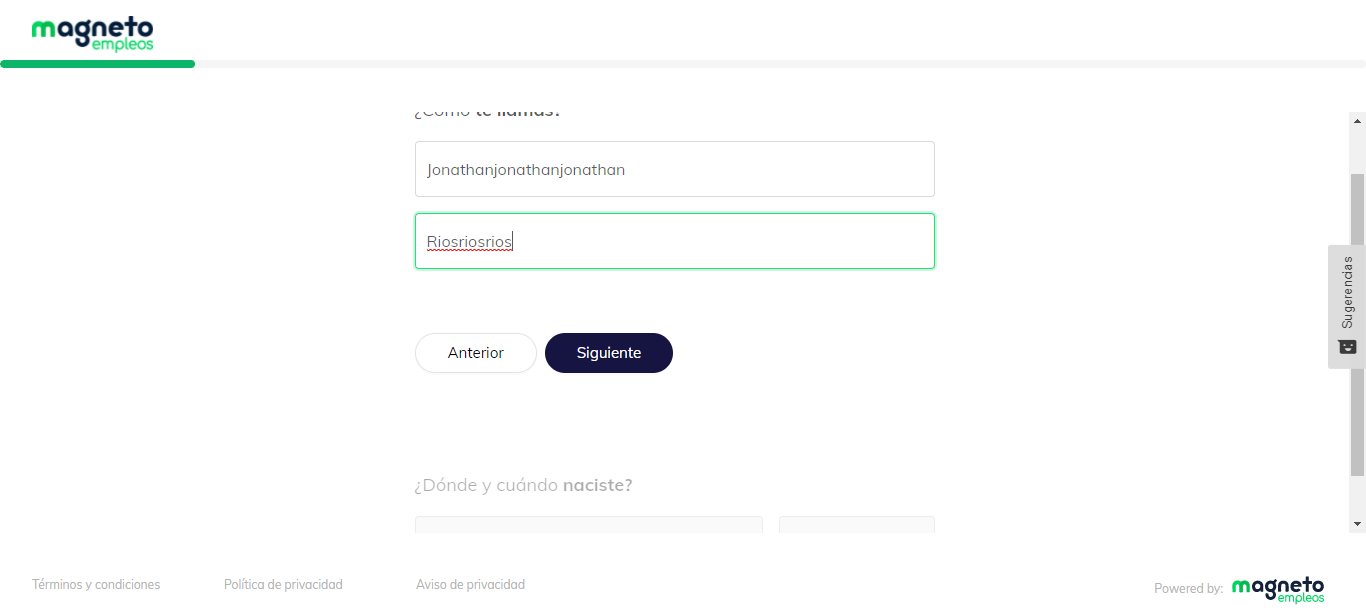 magneto
empleos
¿Cómo te llamas?
Jonathanjonathanjonathan
Riosriosrios
Sugerencias
Anterior
Siguiente
¿Dónde y cuándo naciste?
Términos y condiciones
Política de privacidad
Aviso de privacidad
Powered by: magneto
empleos